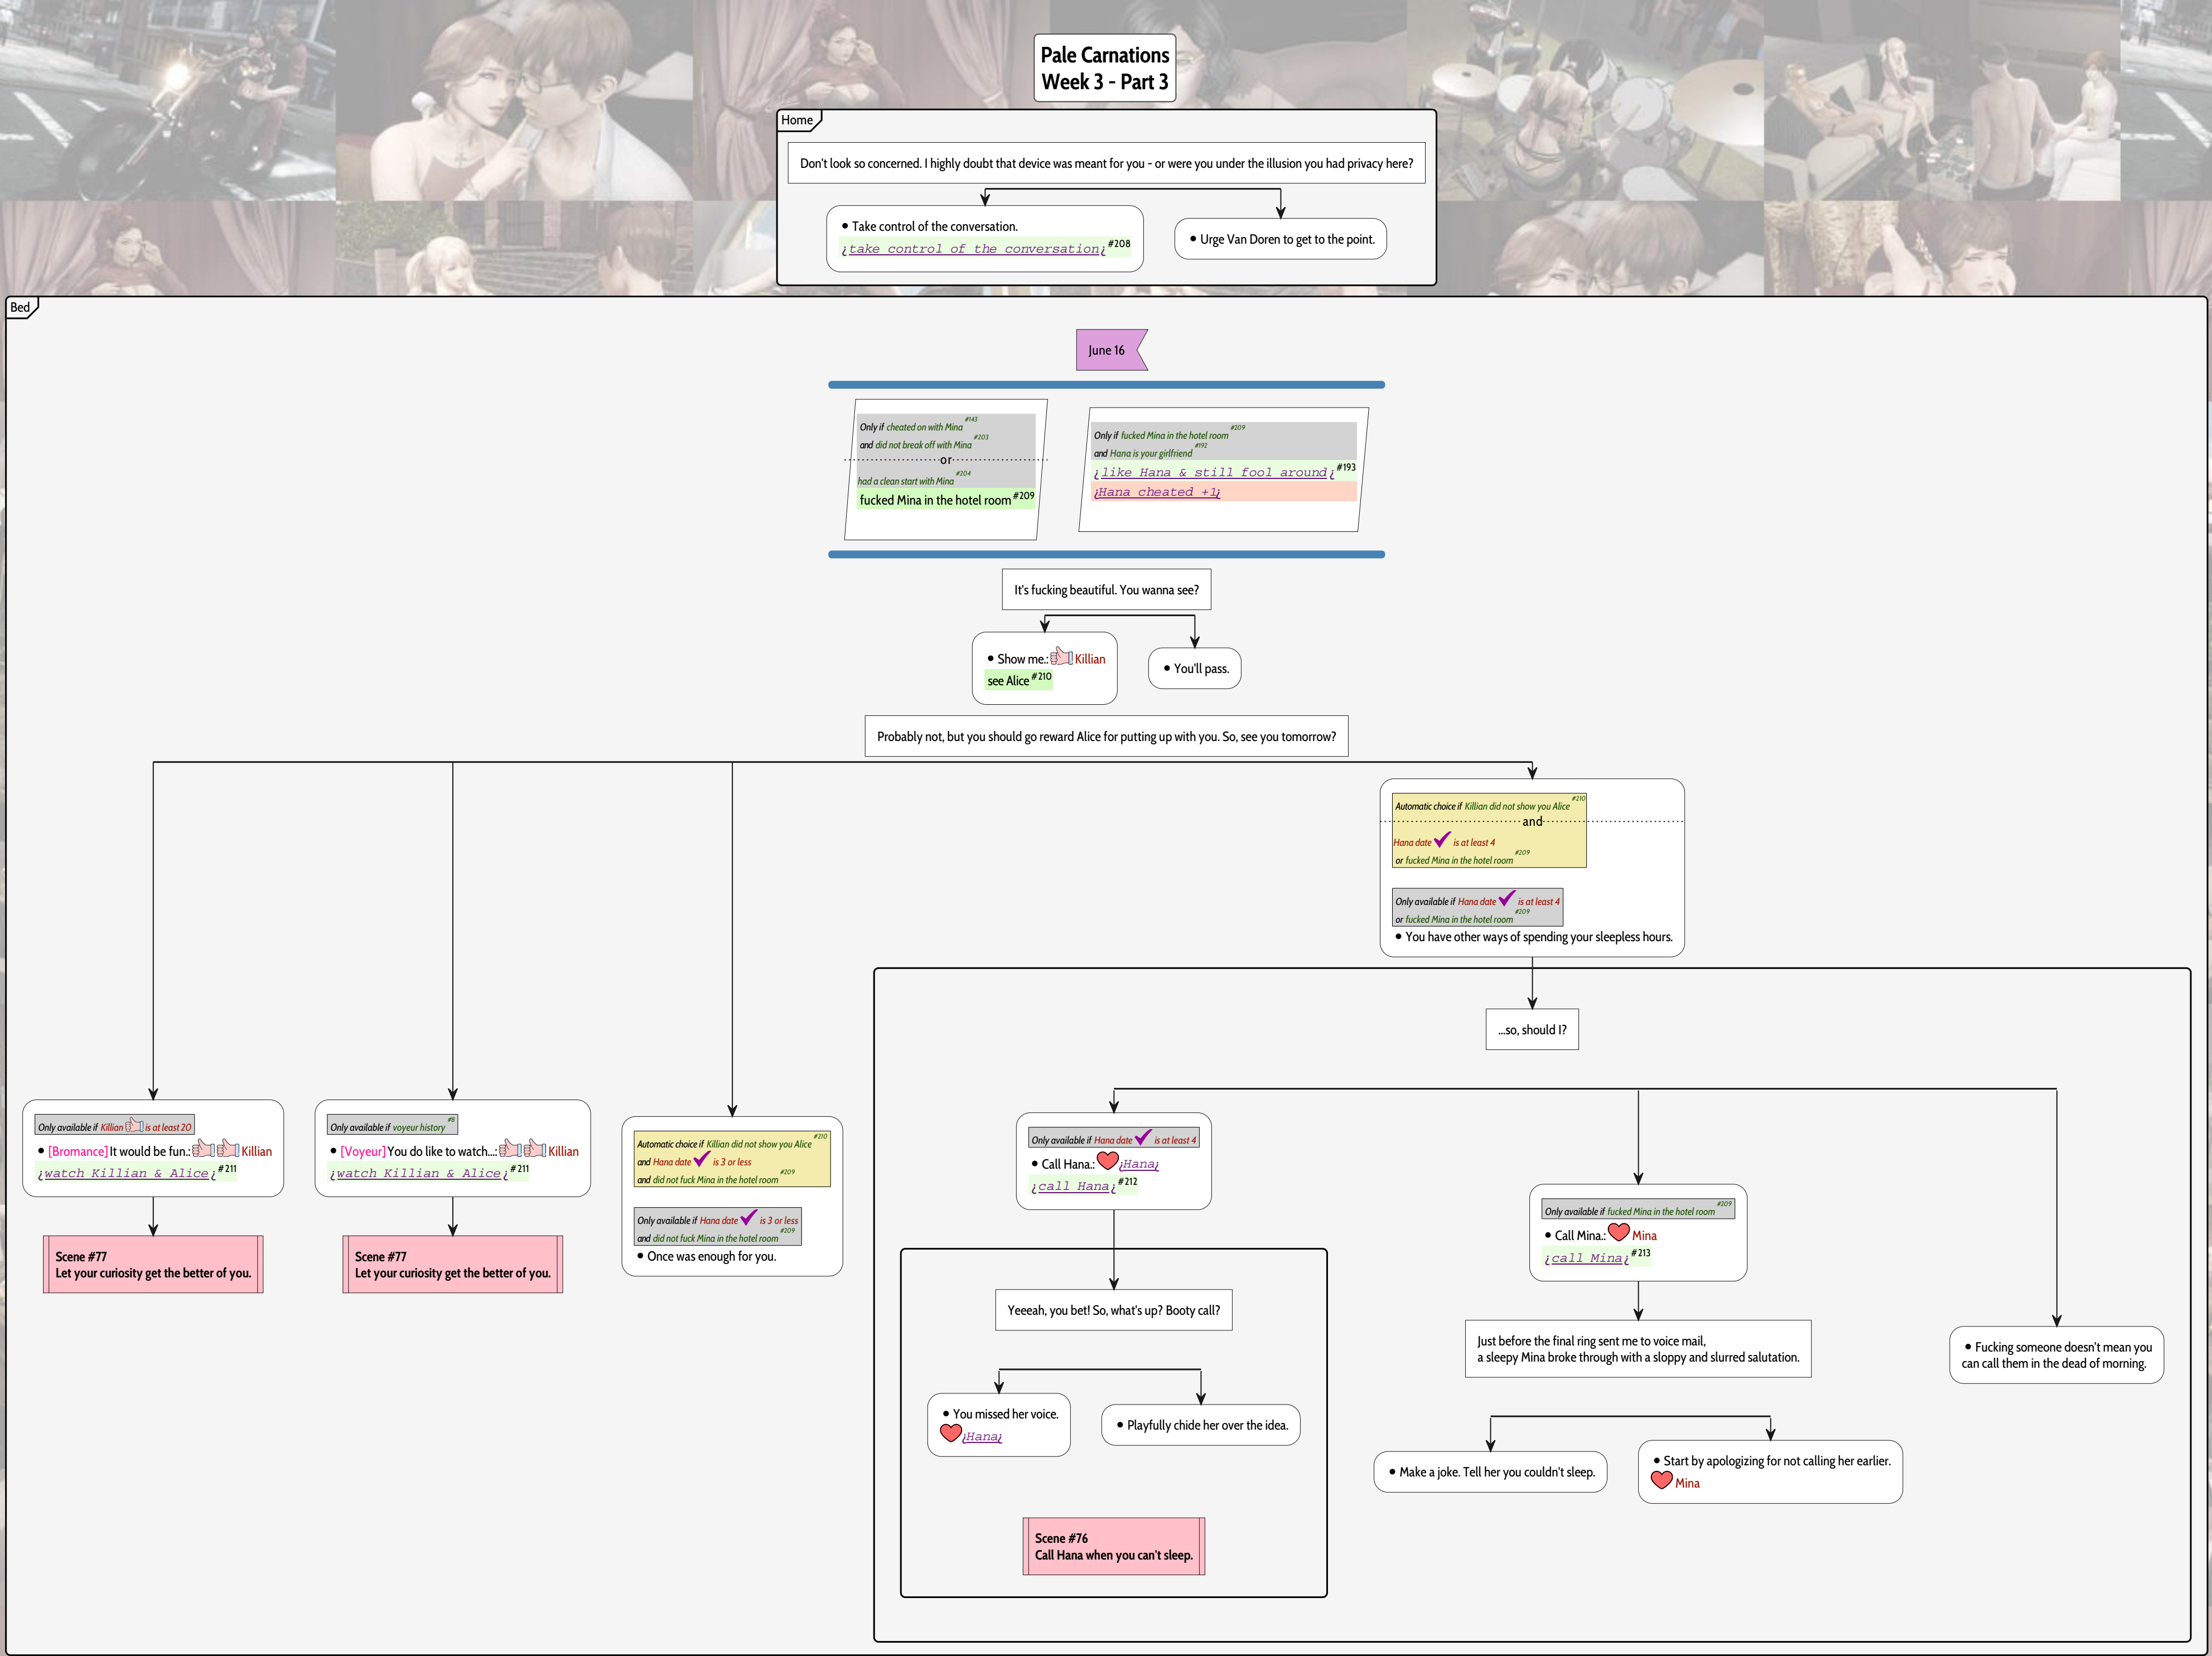 Pale Carnations
Week 3 - Part 3
Home
Don't look so concerned. I highly doubt that device was meant for you - or were you under the illusion you had privacy here?
• Take control of the conversation.
¿take control of the conversation¿ #208
• Urge Van Doren to get to the point.
Bed
June 16
Only if cheated on with Mina #143
and did not break off with Mina #203
or
had a clean start with Mina #204
fucked Mina in the hotel room #209
Only if fucked Mina in the hotel room #209
and Hana is your girlfriend #192
¿like Hana & still fool around¿ #193
¿Hana cheated +1¿
It's fucking beautiful. You wanna see?
• Show me.: Killian
see Alice #210
• You'll pass.
Probably not, but you should go reward Alice for putting up with you. So, see you tomorrow?
Automatic choice if Killian did not show you Alice #210
and
Hana date ✔ is at least 4
or fucked Mina in the hotel room #209
Only available if Hana date ✔ is at least 4
or fucked Mina in the hotel room #209
• You have other ways of spending your sleepless hours.
Only available if Killian is at least 20
• [Bromance] It would be fun.: Killian
¿watch Killian & Alice¿ #211
Scene #77
Let your curiosity get the better of you.
Only available if voyeur history #8
• [Voyeur] You do like to watch...: Killian
¿watch Killian & Alice¿ #211
Scene #77
Let your curiosity get the better of you.
Automatic choice if Killian did not show you Alice #210
and Hana date ✔ is 3 or less
and did not fuck Mina in the hotel room #209
Only available if Hana date ✔ is 3 or less
and did not fuck Mina in the hotel room #209
• Once was enough for you.
...so, should I?
Only available if Hana date ✔ is at least 4
• Call Hana.: ¿Hana¿
¿call Hana¿ #212
Yeeeah, you bet! So, what's up? Booty call?
• You missed her voice.
¿Hana¿
• Playfully chide her over the idea.
Scene #76
Call Hana when you can't sleep.
Only available if fucked Mina in the hotel room #209
• Call Mina.: Mina
¿call Mina¿ #213
Just before the final ring sent me to voice mail,
a sleepy Mina broke through with a sloppy and slurred salutation.
• Make a joke. Tell her you couldn't sleep.
• Start by apologizing for not calling her earlier.
Mina
• Fucking someone doesn't mean you
can call them in the dead of morning.